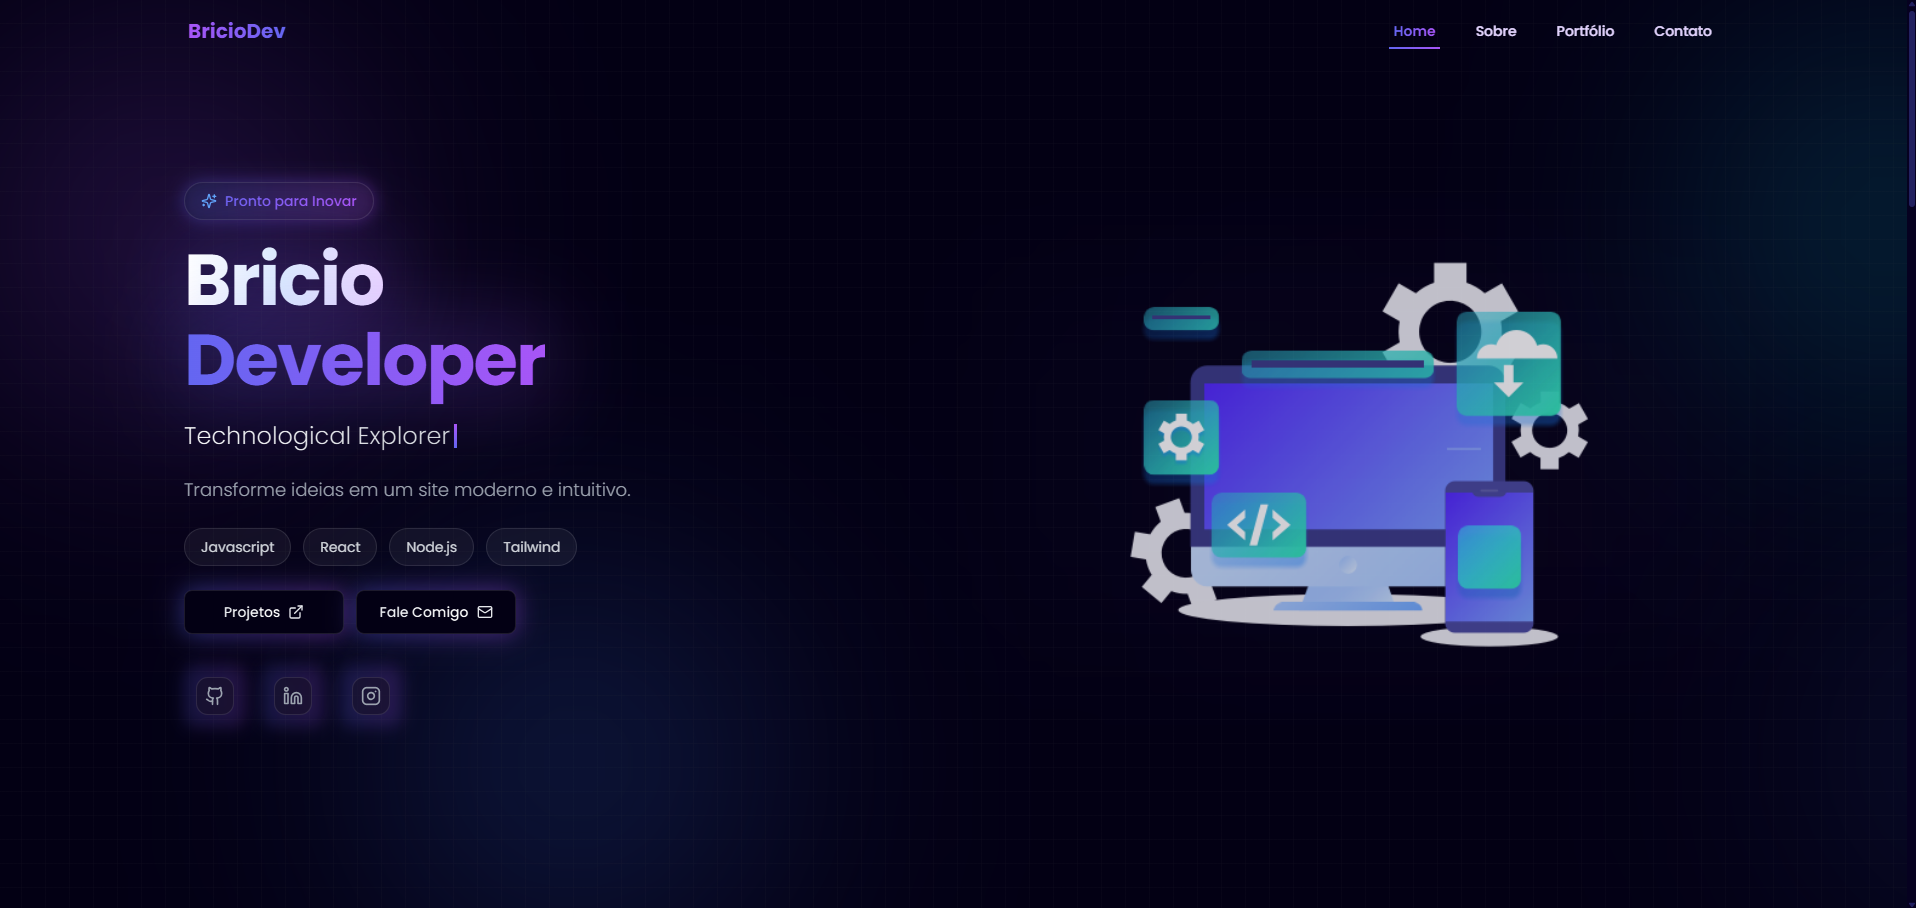 BricioDev
Home Sobre Portfólio Contato
Pronto para Inovar
Bricio
Developer
Technological Explorer
Transforme ideias em um site moderno e intuitivo.
Javascript React Node.js Tailwind
Projetos Fale Comigo
</>